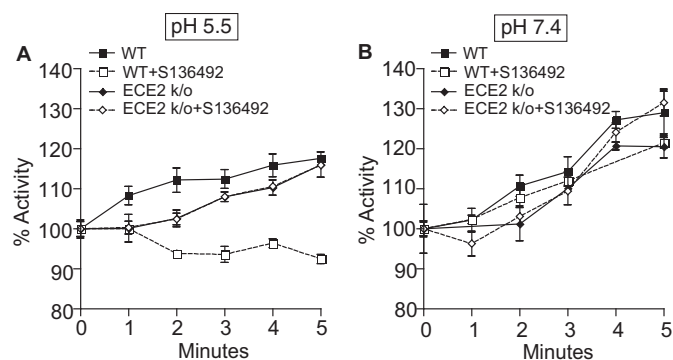 pH 5.5
A
WT
WT+S136492
ECE2 k/o
ECE2 k/o+S136492
140
130
120
110
100
90
80
% Activity
0 1 2 3 4 5
Minutes
pH 7.4
B
WT
WT+S136492
ECE2 k/o
ECE2 k/o+S136492
140
130
120
110
100
90
80
% Activity
0 1 2 3 4 5
Minutes